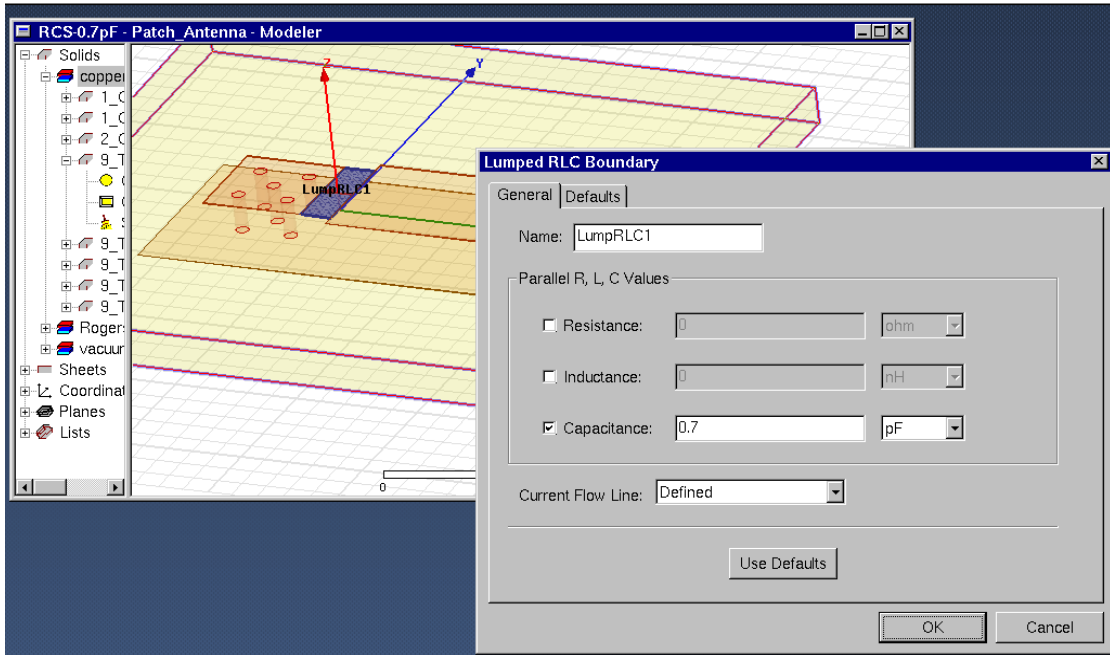 RCS-0.7pF - Patch_Antenna - Modeler
Solids
copper
1_C
1_C
2_C
9_T
9_T
9_T
9_T
9_T
Rogers
vacuum
Sheets
Coordinat
Planes
Lists
Z
Y
LumpRLC1
0
Lumped RLC Boundary
General
Defaults
Name: LumpRLC1
Parallel R, L, C Values
Resistance: 0 ohm
Inductance: 0 nH
Capacitance: 0.7 pF
Current Flow Line: Defined
Use Defaults
OK
Cancel